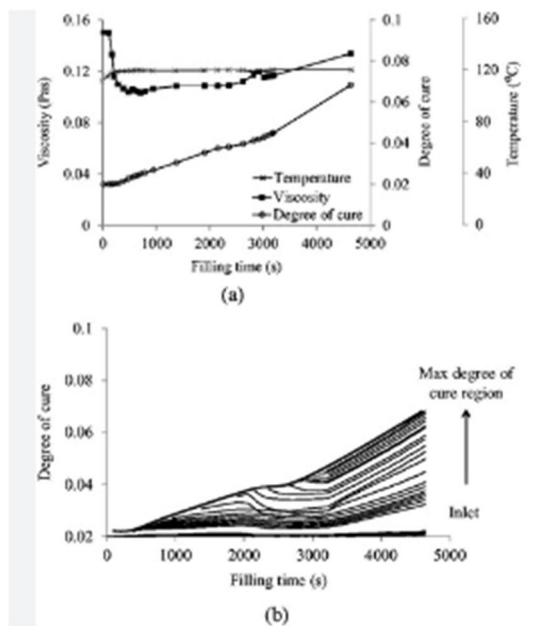 0.16
0.12
0.08
0.04
0
Viscosity (Pas)
0.1
0.08
0.06
0.04
0.02
0
Degree of cure
160
120
80
40
0
Temperature (°C)
Temperature
Viscosity
Degree of cure
0 1000 2000 3000 4000 5000
Filling time (s)
(a)
0.1
0.08
0.06
0.04
0.02
Degree of cure
Max degree of
cure region
Inlet
0 1000 2000 3000 4000 5000
Filling time (s)
(b)